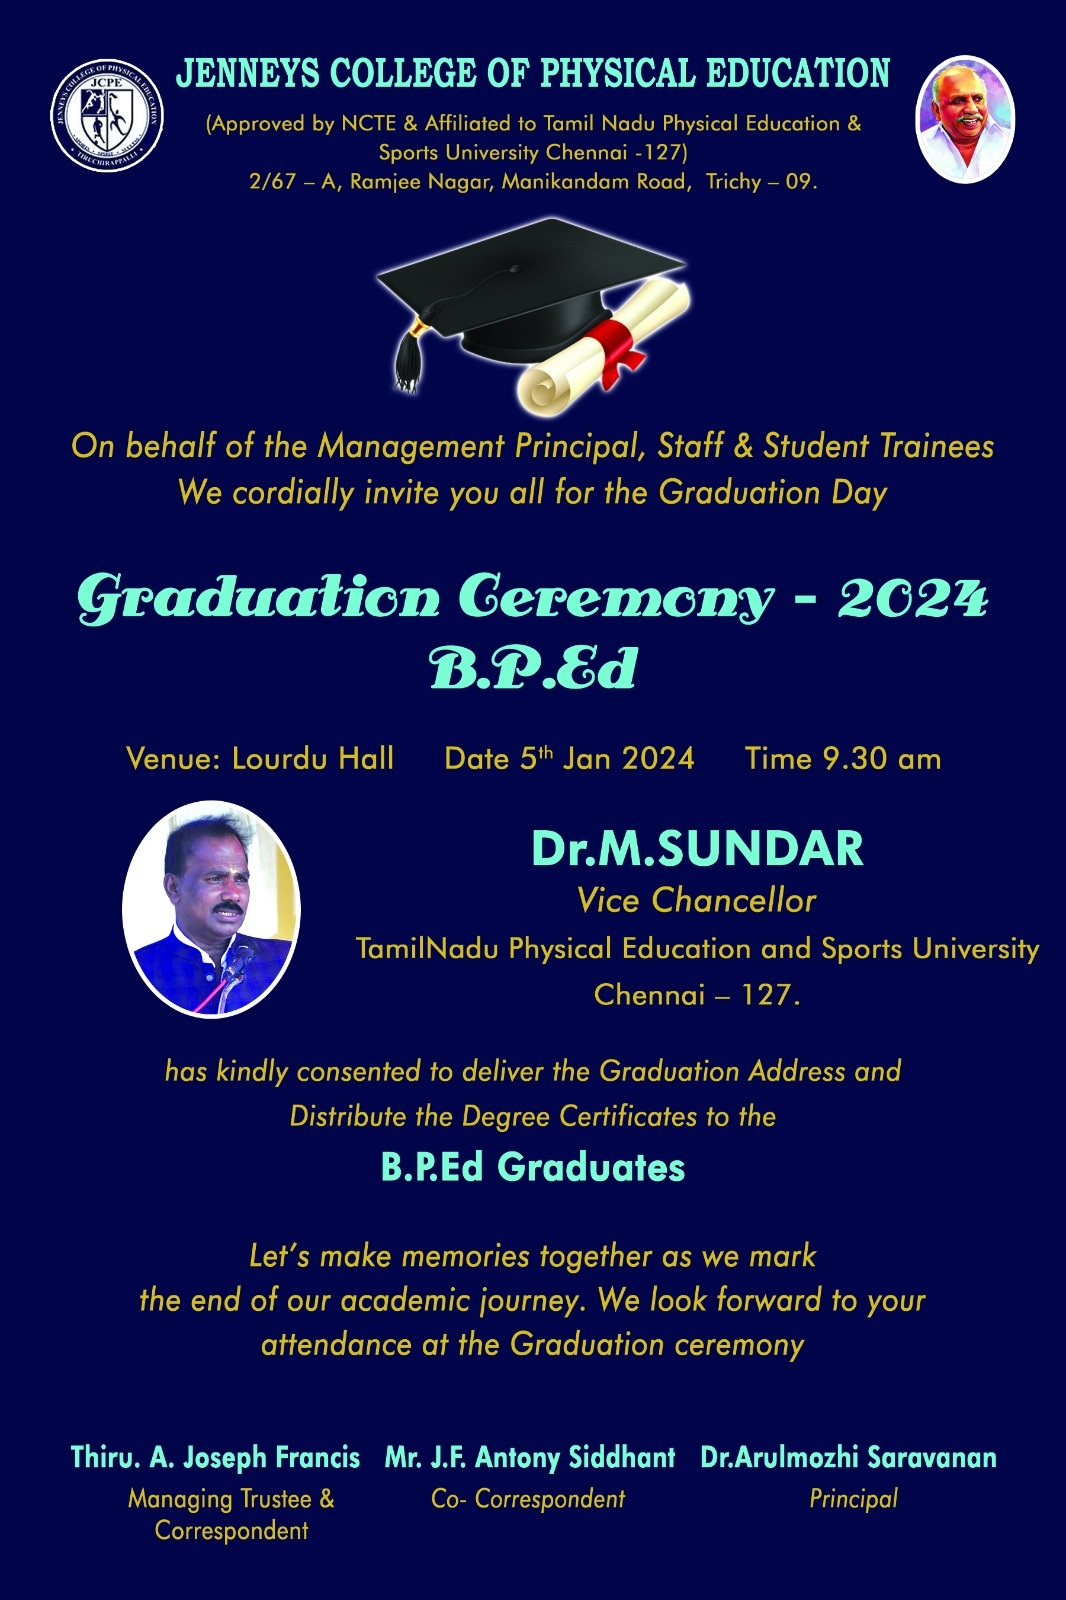 JENNEYS COLLEGE OF PHYSICAL EDUCATION
(Approved by NCTE & Affiliated to Tamil Nadu Physical Education &
Sports University Chennai -127)
2/67 – A, Ramjee Nagar, Manikandam Road, Trichy – 09.
JENNEYS COLLEGE OF PHYSICAL EDUCATION
JCPE
TIRUCHIRAPPALLI
On behalf of the Management Principal, Staff & Student Trainees
We cordially invite you all for the Graduation Day
Graduation Ceremony - 2024
B.P.Ed
Venue: Lourdu Hall Date 5th Jan 2024 Time 9.30 am
Dr.M.SUNDAR
Vice Chancellor
TamilNadu Physical Education and Sports University
Chennai – 127.
has kindly consented to deliver the Graduation Address and
Distribute the Degree Certificates to the
B.P.Ed Graduates
Let’s make memories together as we mark
the end of our academic journey. We look forward to your
attendance at the Graduation ceremony
Thiru. A. Joseph Francis Mr. J.F. Antony Siddhant Dr.Arulmozhi Saravanan
Managing Trustee & Co- Correspondent Principal
Correspondent